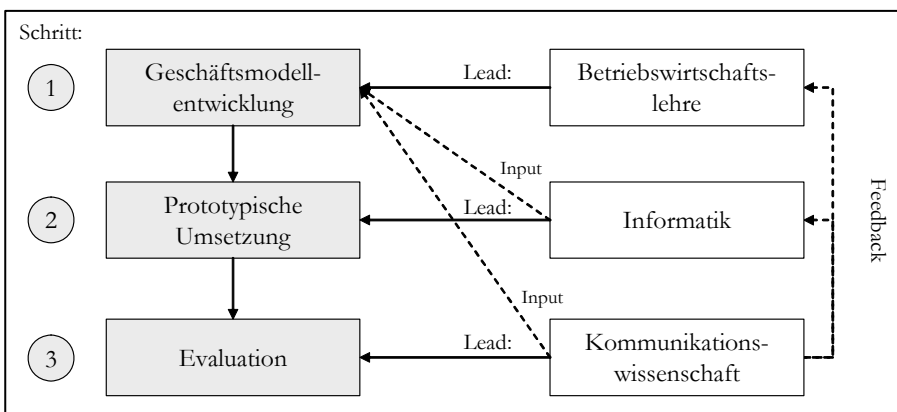 Schritt:
1
Geschäftsmodell-
entwicklung
Lead:
Betriebswirtschafts-
lehre
Input
2
Prototypische
Umsetzung
Lead:
Informatik
Feedback
Input
3
Evaluation
Lead:
Kommunikations-
wissenschaft